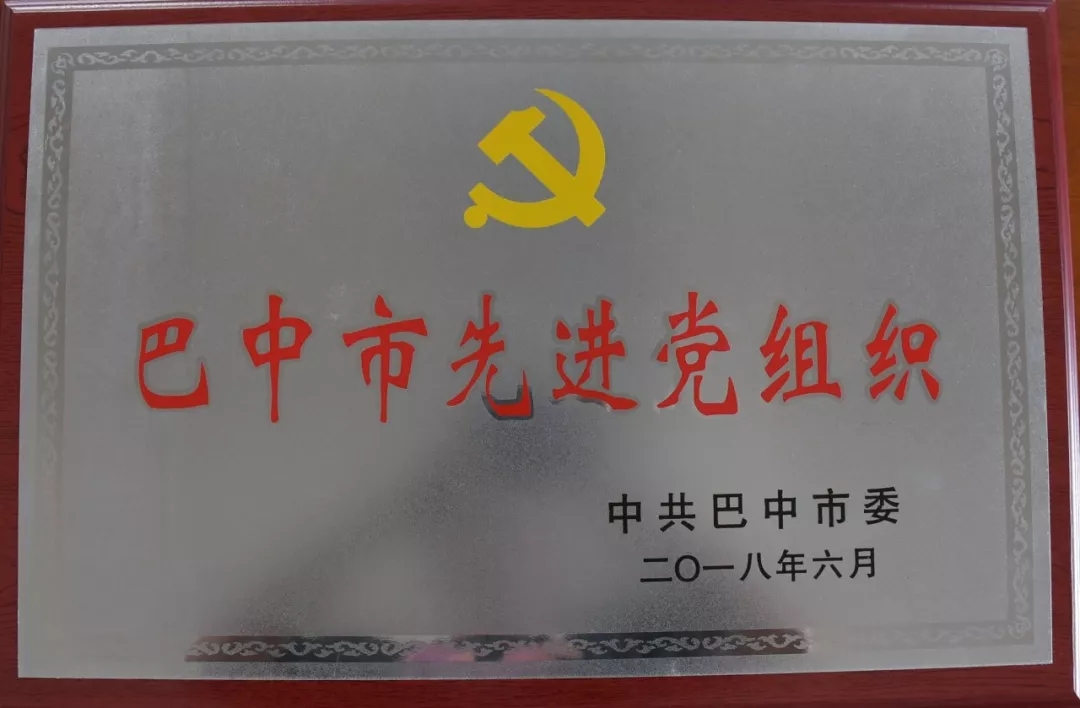 巴中市先进党组织
中共巴中市委
二〇一八年六月